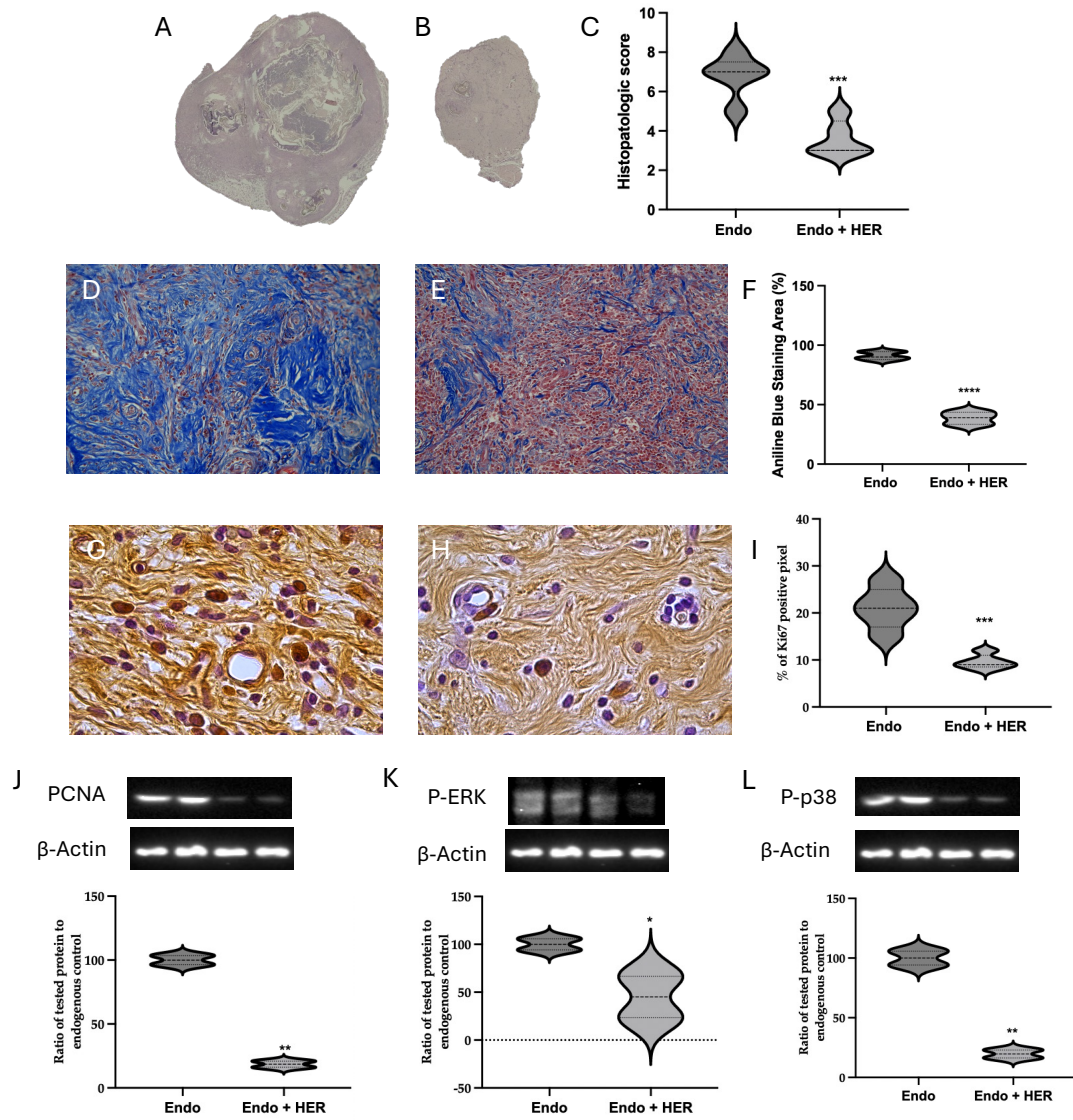 A
B
C
Histopatologic score
10
8
6
4
2
0
***
Endo
Endo + HER
D
E
F
Aniline Blue Staining Area (%)
150
100
50
0
****
Endo
Endo + HER
G
H
I
% of Ki67 positive pixel
40
30
20
10
0
***
Endo
Endo + HER
J
PCNA
β-Actin
Ratio of tested protein to
endogenous control
150
100
50
0
**
Endo
Endo + HER
K
P-ERK
β-Actin
Ratio of tested protein to
endogenous control
150
100
50
0
-50
*
Endo
Endo + HER
L
P-p38
β-Actin
Ratio of tested protein to
endogenous control
150
100
50
0
**
Endo
Endo + HER